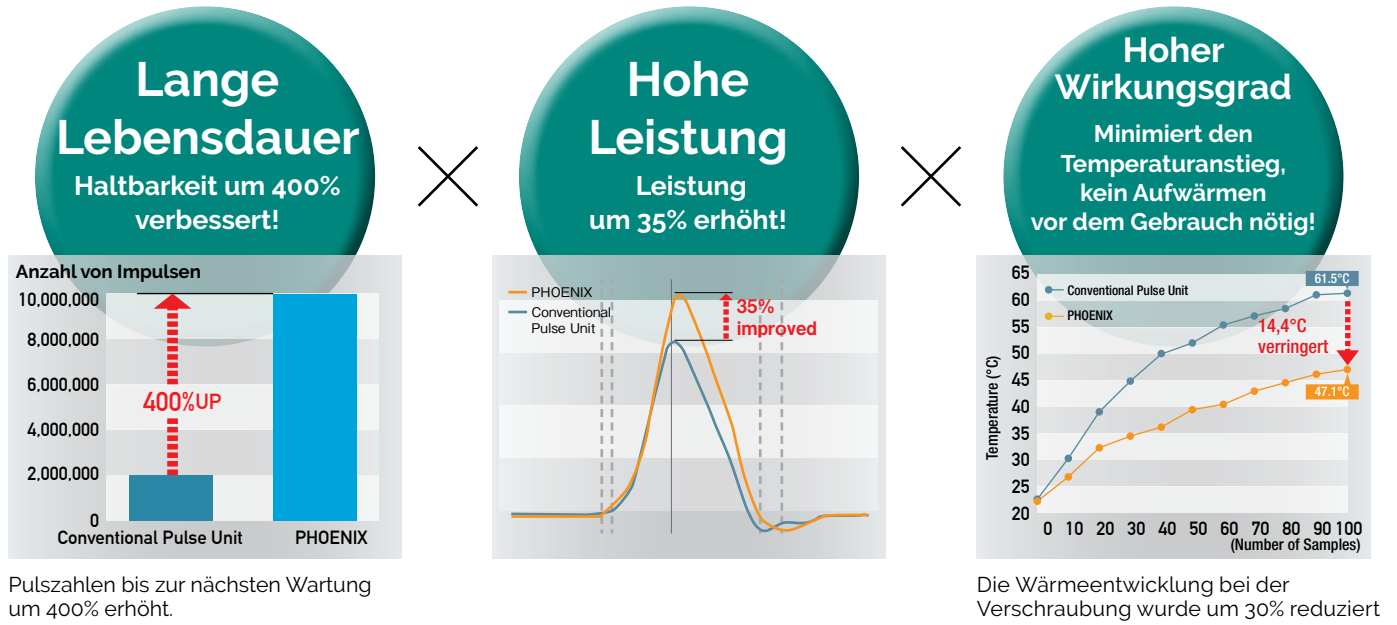 Lange
Lebensdauer
Haltbarkeit um 400%
verbessert!
Anzahl von Impulsen
10,000,000
8,000,000
6,000,000
4,000,000
2,000,000
0
400%UP
Conventional Pulse Unit
PHOENIX
Pulszahlen bis zur nächsten Wartung
um 400% erhöht.
Hohe
Leistung
Leistung
um 35% erhöht!
PHOENIX
Conventional
Pulse Unit
35%
improved
Hoher
Wirkungsgrad
Minimiert den
Temperaturanstieg,
kein Aufwärmen
vor dem Gebrauch nötig!
Temperature (°C)
65
60
55
50
45
40
35
30
25
20
Conventional Pulse Unit
PHOENIX
61.5°C
14,4°C
verringert
47.1°C
0 10 20 30 40 50 60 70 80 90 100
(Number of Samples)
Die Wärmeentwicklung bei der
Verschraubung wurde um 30% reduziert